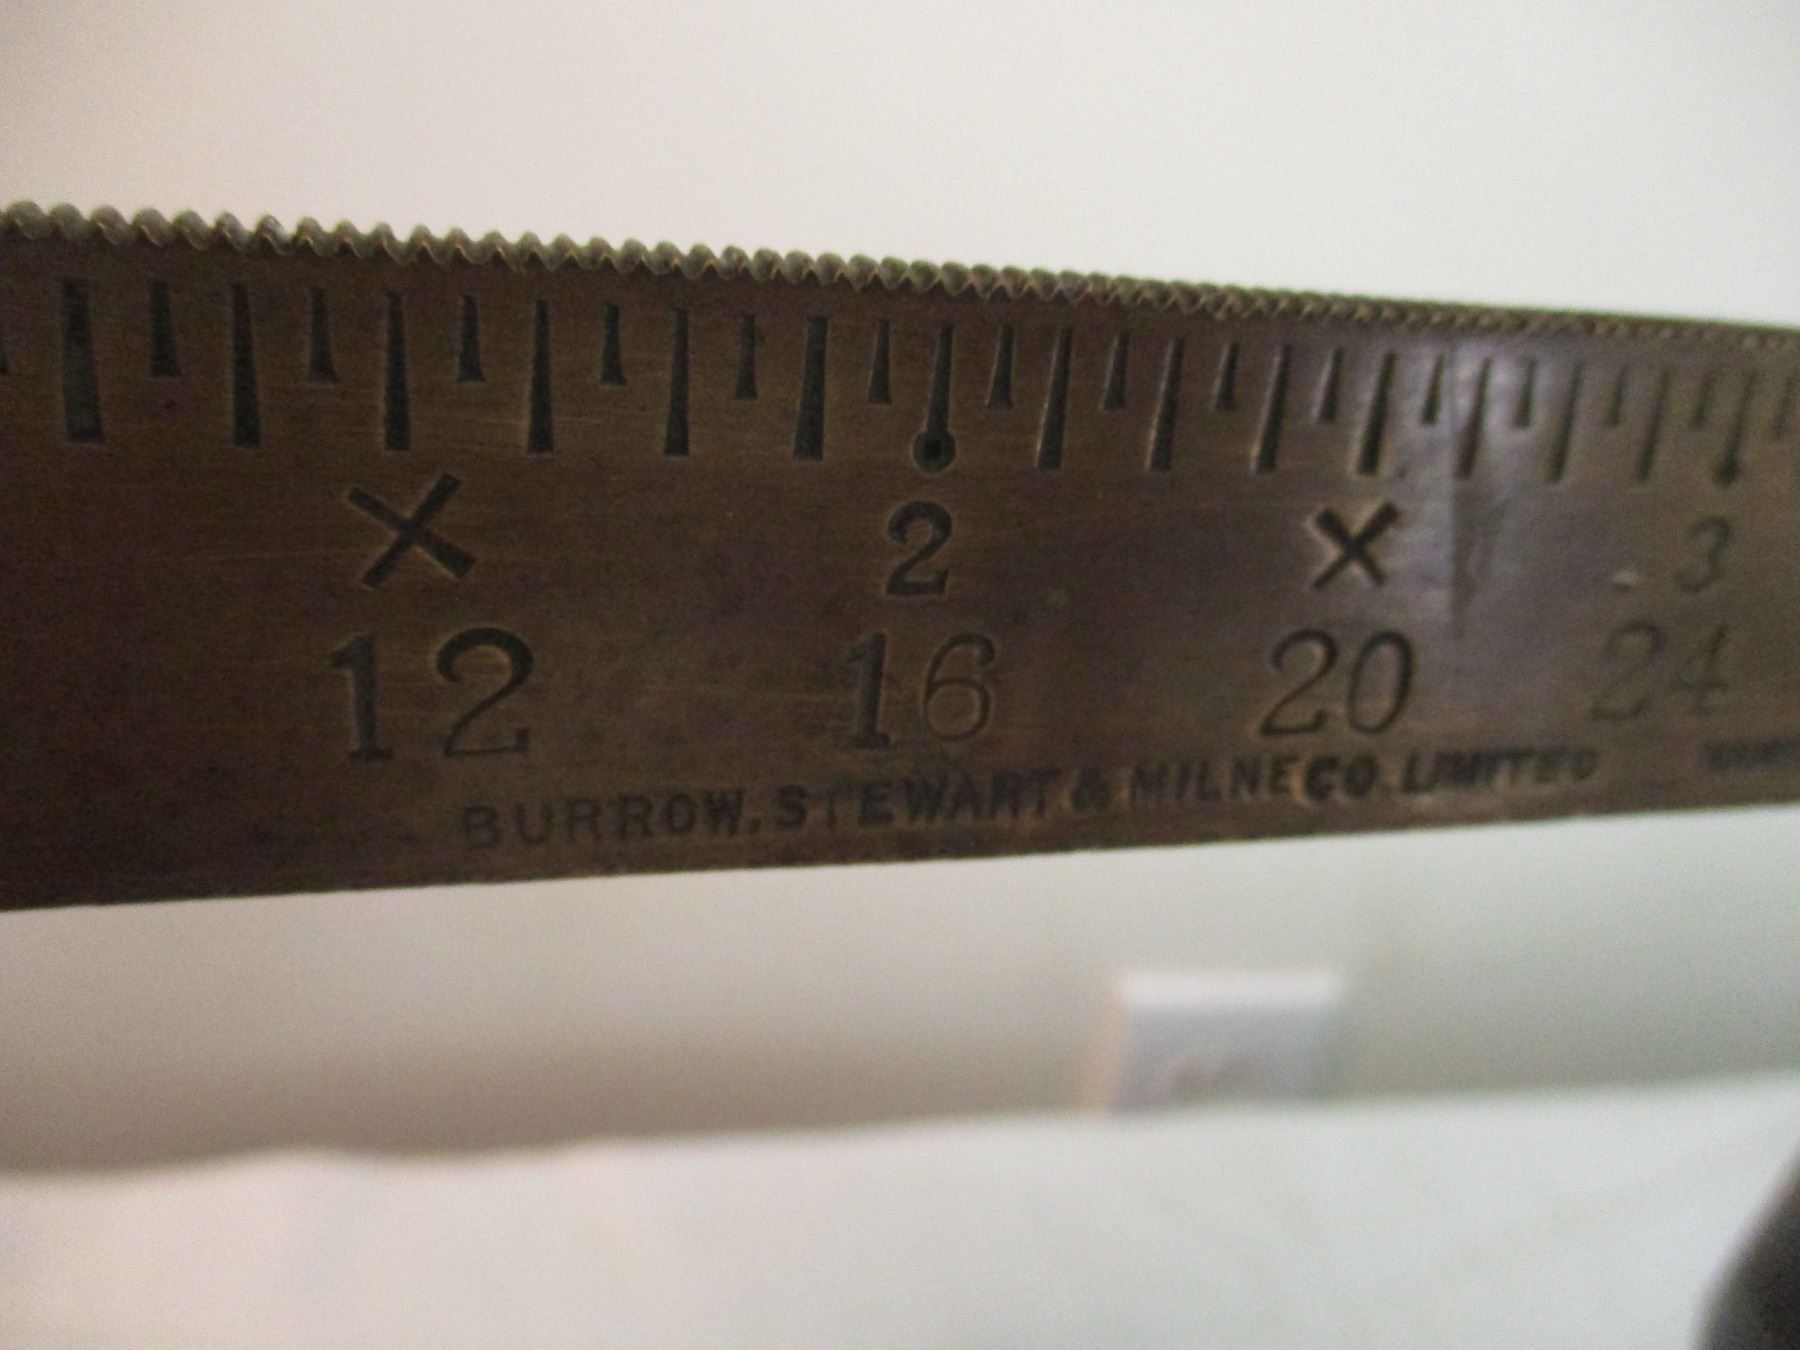 × 2 × 3
12 16 20 24
BURROW, STEWART & MILNE CO. LIMITED